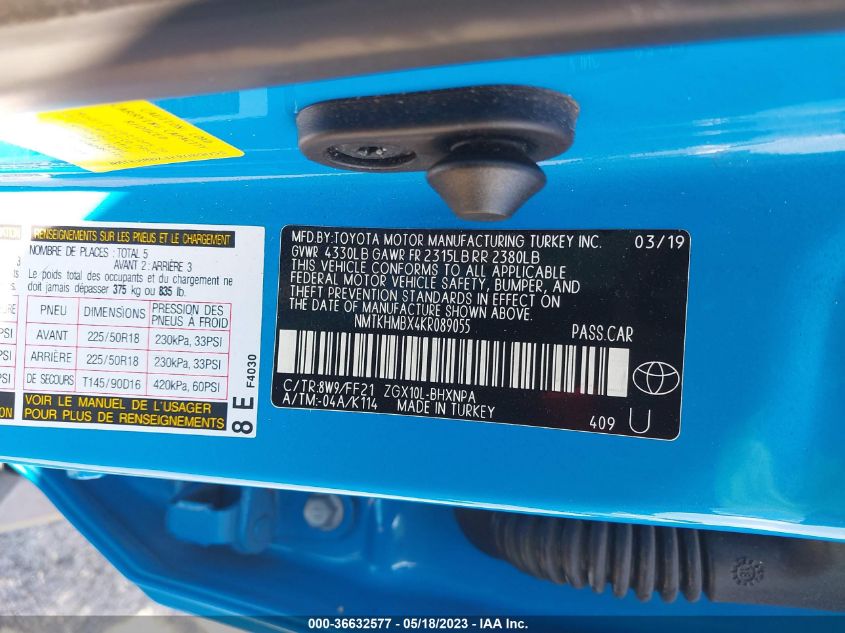 RENSEIGNEMENTS SUR LES PNEUS ET LE CHARGEMENT
NOMBRE DE PLACES : TOTAL 5
AVANT 2 : ARRIÈRE 3
Le poids total des occupants et du chargement ne
doit jamais dépasser 375 kg ou 835 lb.
PNEU DIMENSIONS PRESSION DES PNEUS A FROID
AVANT 225/50R18 230kPa, 33PSI
ARRIÈRE 225/50R18 230kPa, 33PSI
DE SECOURS T145/90D16 420kPa, 60PSI
VOIR LE MANUEL DE L'USAGER
POUR PLUS DE RENSEIGNEMENTS
8 E F4030
MFD.BY:TOYOTA MOTOR MANUFACTURING TURKEY INC. 03/19
GVWR 4330LB GAWR FR 2315LB RR 2380LB
THIS VEHICLE CONFORMS TO ALL APPLICABLE
FEDERAL MOTOR VEHICLE SAFETY, BUMPER, AND
THEFT PREVENTION STANDARDS IN EFFECT ON
THE DATE OF MANUFACTURE SHOWN ABOVE.
NMTKHMBX4KR089055 PASS.CAR
C/TR:8W9/FF21 ZGX10L-BHXNPA
A/TM:-04A/K114 MADE IN TURKEY
409 U
000-36632577 - 05/18/2023 - IAA Inc.